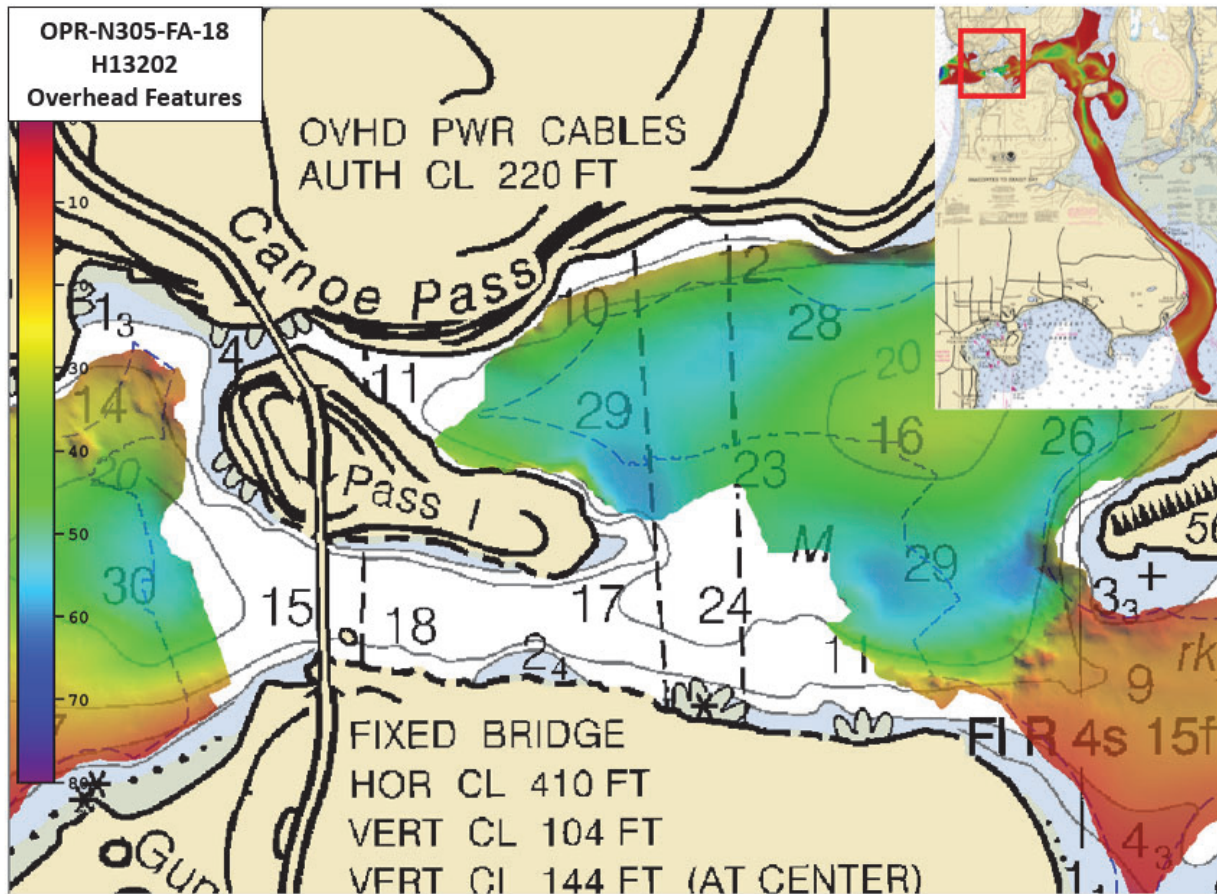 OPR-N305-FA-18
H13202
Overhead Features
OVHD PWR CABLES
AUTH CL 220 FT
Canoe Pass
10
20
30
40
50
60
70
80
13
4
11
10
12
28
20
29
16
26
23
14
20
Pass I
M
29
36
15
18
17
24
11
24
33
56
rk
9
Fl R 4s 15f
43
FIXED BRIDGE
HOR CL 410 FT
VERT CL 104 FT
VERT CL 144 FT (AT CENTER)